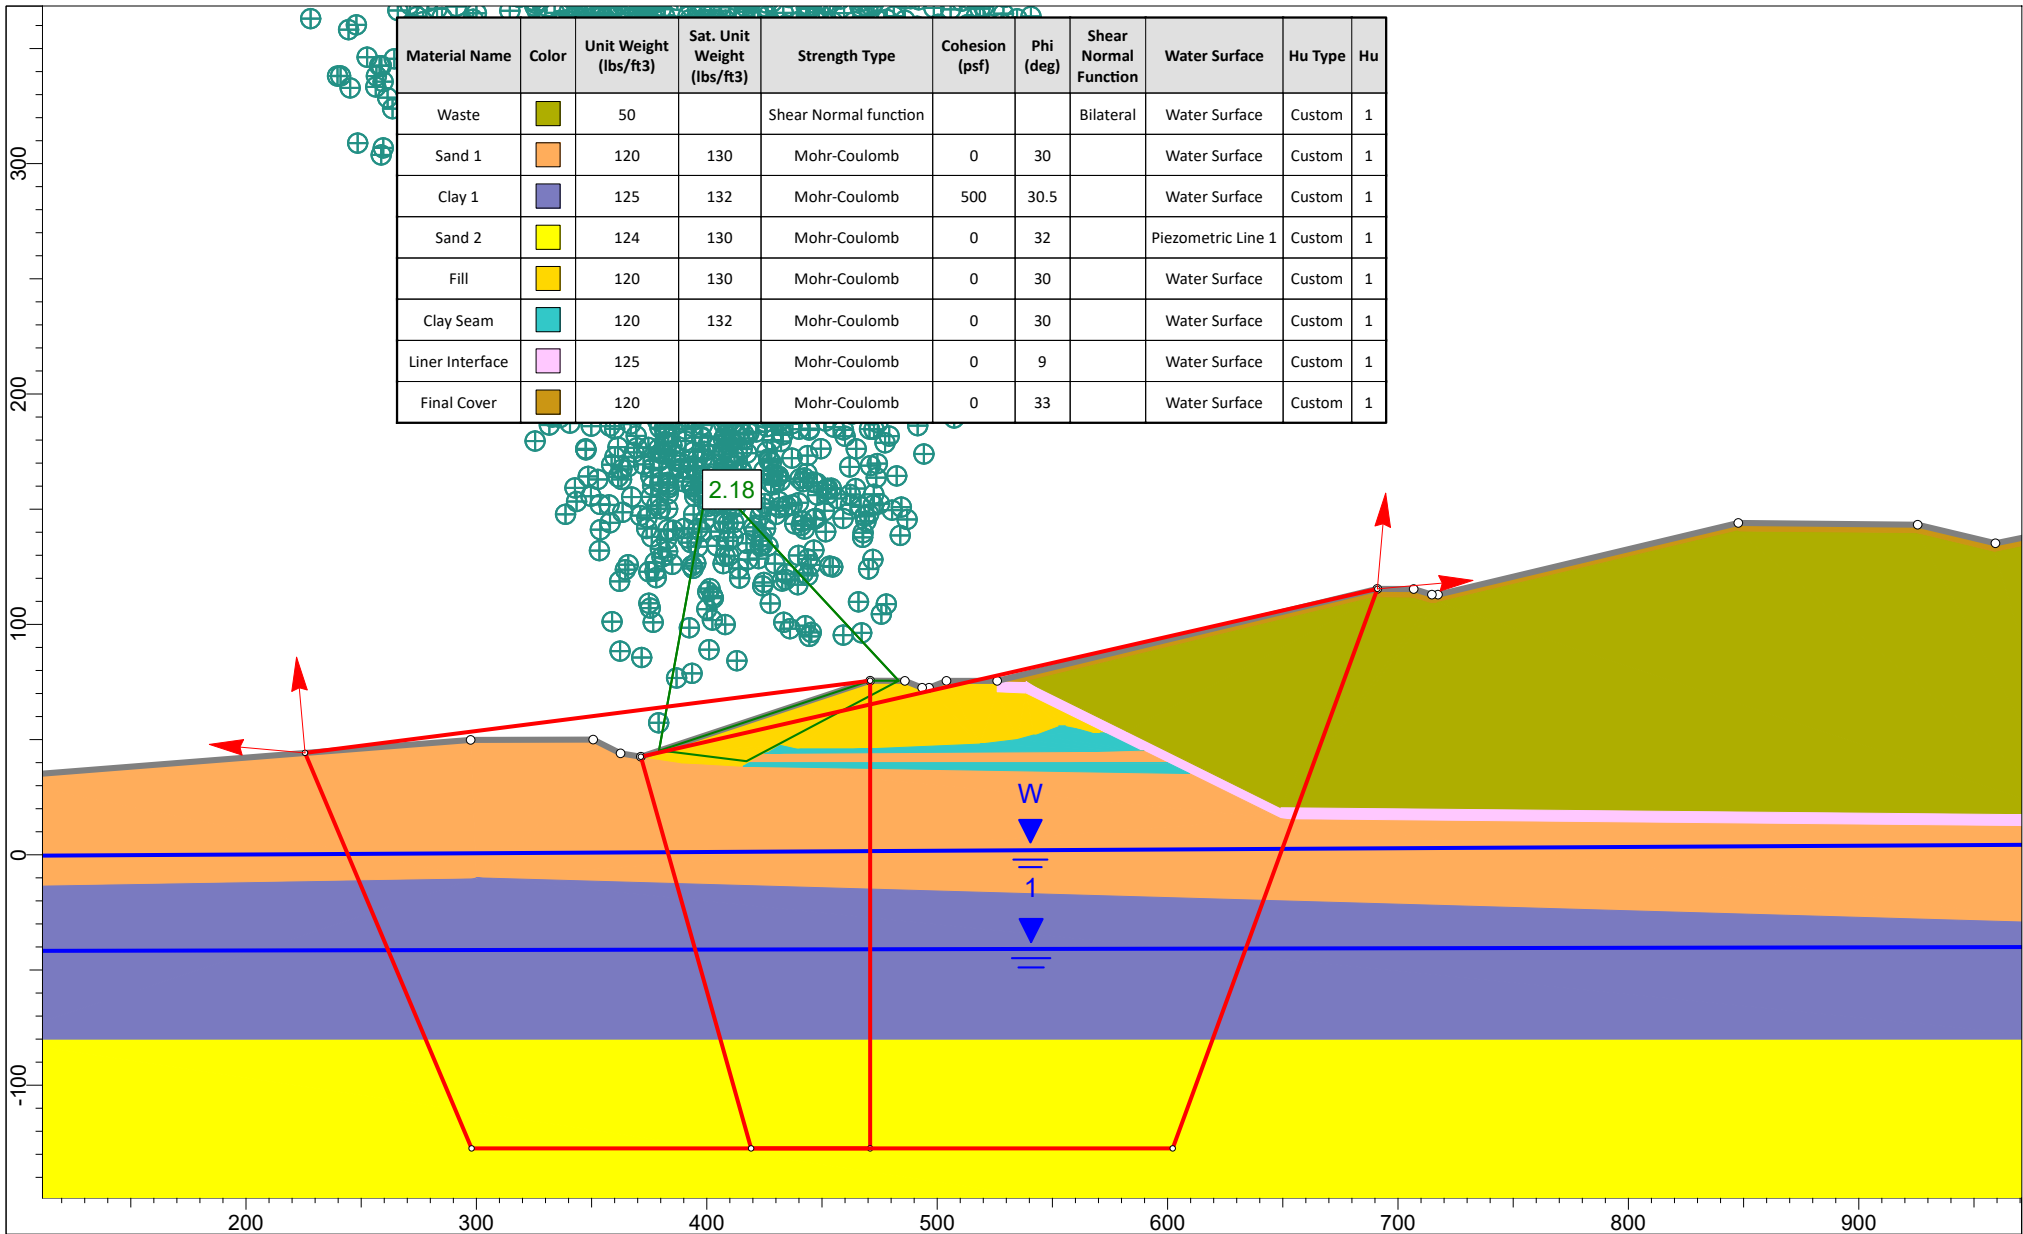 Material Name Color Unit Weight (lbs/ft3) Sat. Unit Weight (lbs/ft3) Strength Type Cohesion (psf) Phi (deg) Shear Normal Function Water Surface Hu Type Hu
Waste 50 Shear Normal function Bilateral Water Surface Custom 1
Sand 1 120 130 Mohr-Coulomb 0 30 Water Surface Custom 1
Clay 1 125 132 Mohr-Coulomb 500 30.5 Water Surface Custom 1
Sand 2 124 130 Mohr-Coulomb 0 32 Piezometric Line 1 Custom 1
Fill 120 130 Mohr-Coulomb 0 30 Water Surface Custom 1
Clay Seam 120 132 Mohr-Coulomb 0 30 Water Surface Custom 1
Liner Interface 125 Mohr-Coulomb 0 9 Water Surface Custom 1
Final Cover 120 Mohr-Coulomb 0 33 Water Surface Custom 1
2.18
W
1
300
200
100
0
-100
200 300 400 500 600 700 800 900